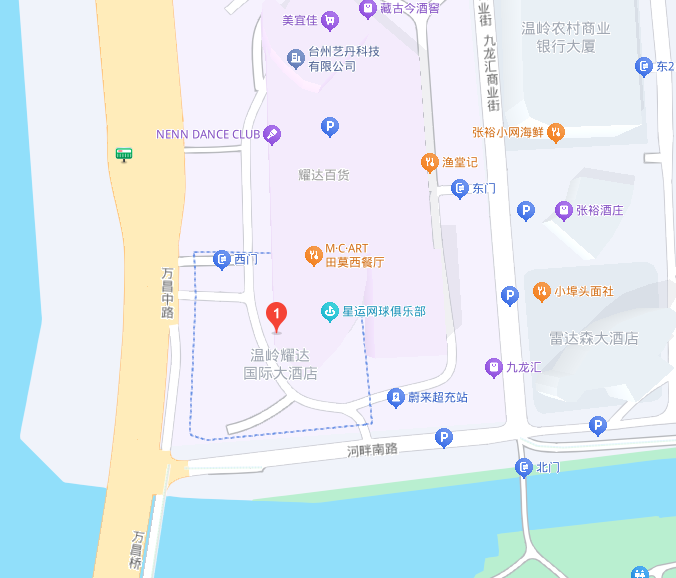 美宜佳
藏古今酒窖
业街
九龙汇商业街
温岭农村商业
银行大厦
台州艺丹科技
有限公司
东2
NENN DANCE CLUB
P
张裕小网海鲜
渔堂记
耀达百货
东门
P
张裕酒庄
M·C·ART
田莫西餐厅
西门
万昌中路
P
小埠头面社
1
星运网球俱乐部
雷达森大酒店
温岭耀达
国际大酒店
九龙汇
蔚来超充站
P
P
河畔南路
北门
万昌桥